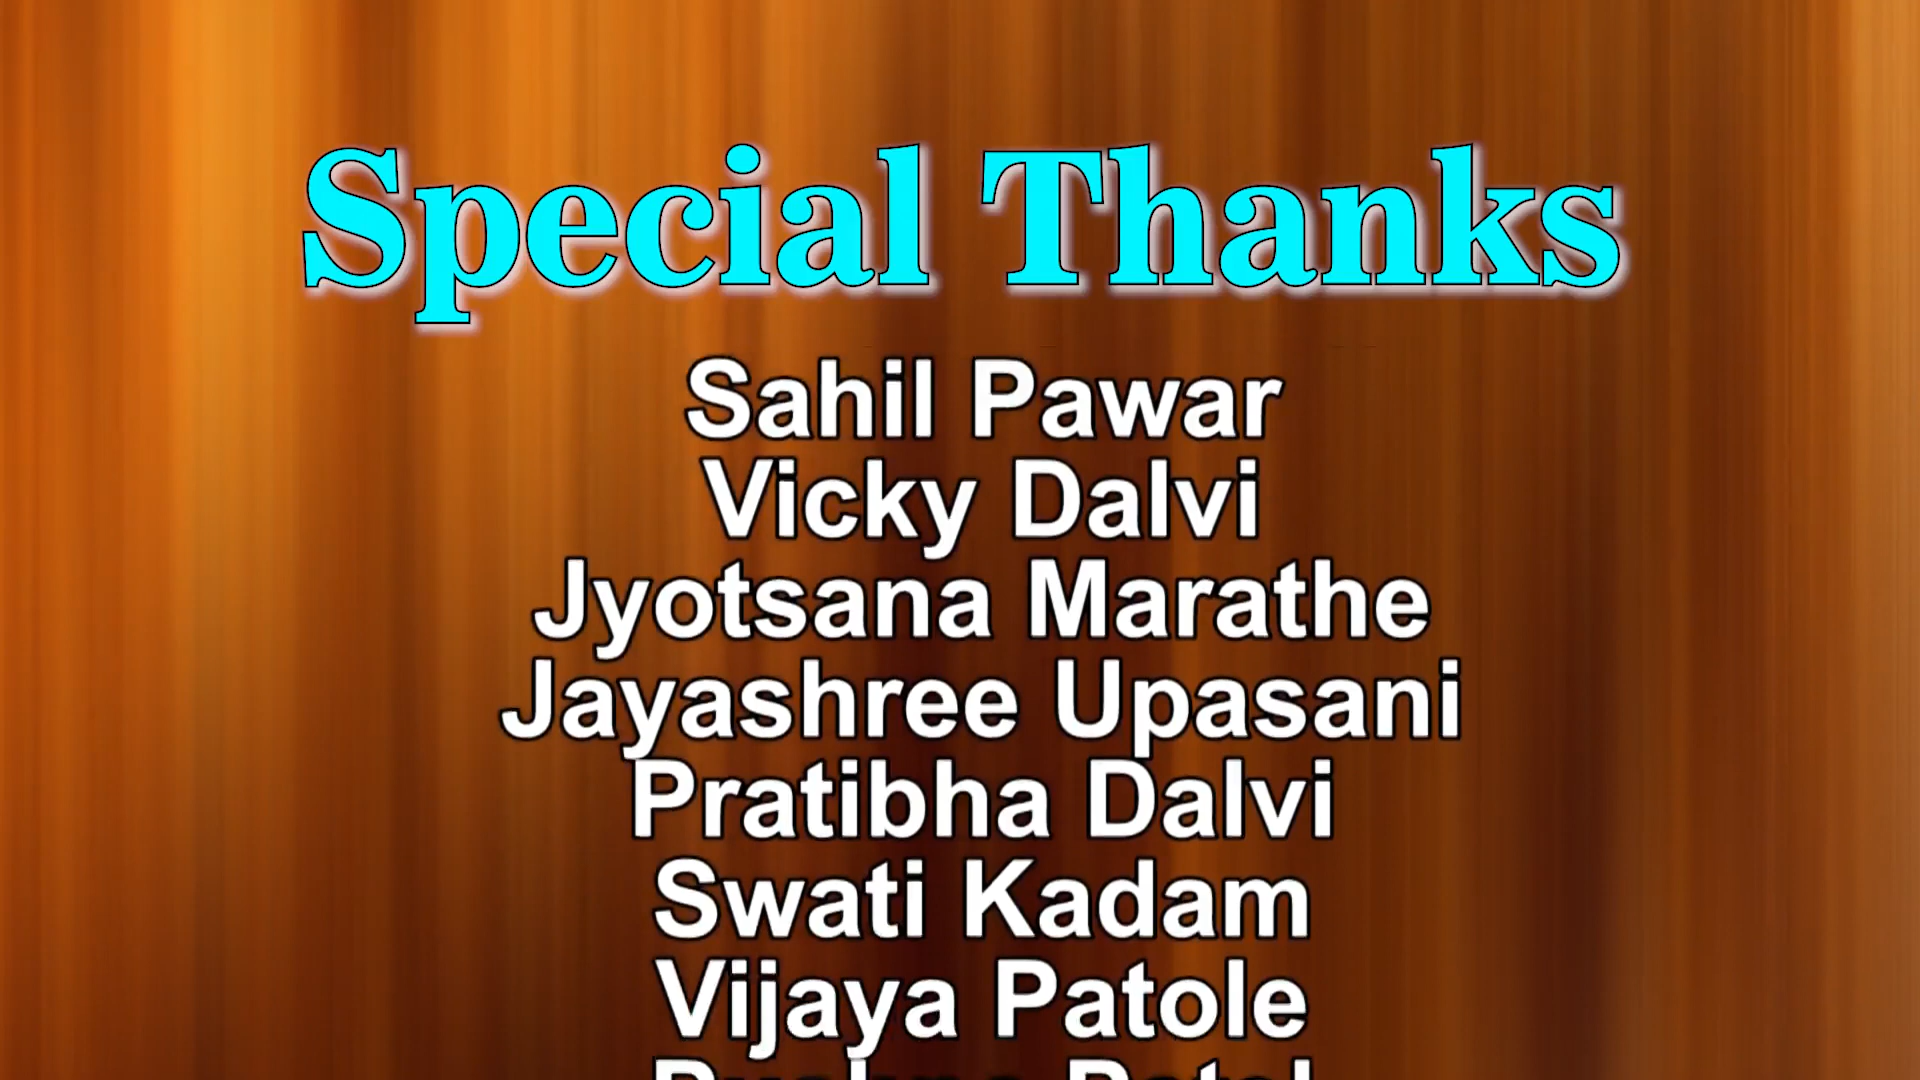 Special Thanks
Sahil Pawar
Vicky Dalvi
Jyotsana Marathe
Jayashree Upasani
Pratibha Dalvi
Swati Kadam
Vijaya Patole